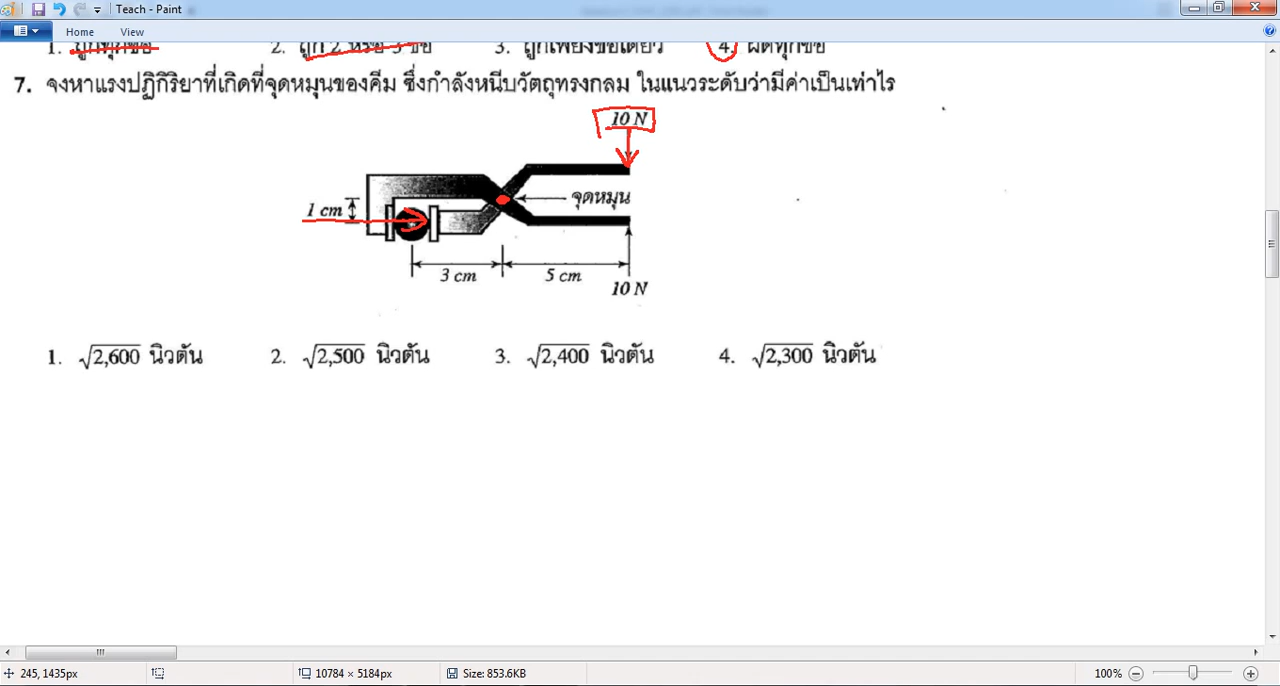 Teach - Paint
Home View
1. ถูกทุกข้อ 2. ถูก 2 หรือ 3 ข้อ 3. ถูกเพียงข้อเดียว 4. ผิดทุกข้อ
7. จงหาแรงปฏิกิริยาที่เกิดที่จุดหมุนของคีม ซึ่งกำลังหนีบวัตถุทรงกลม ในแนวระดับว่ามีค่าเป็นเท่าไร
10 N
จุดหมุน
1 cm
3 cm 5 cm
10 N
1. √2,600 นิวตัน 2. √2,500 นิวตัน 3. √2,400 นิวตัน 4. √2,300 นิวตัน
245, 1435px 10784 × 5184px Size: 853.6KB 100%